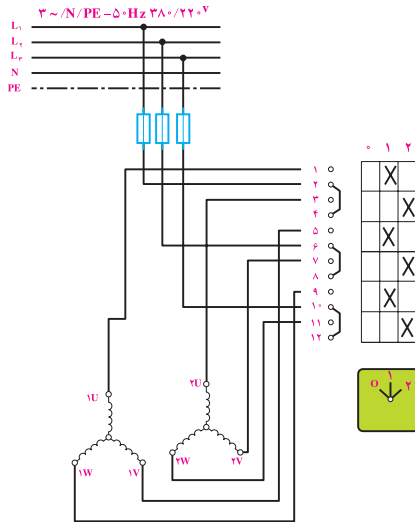 ۳ ~/N/PE – ۵۰Hz ۳۸۰/۲۲۰ᵛ
L۱
L۲
L۳
N
PE
۰ ۱ ۲
۱
۲
۳
۴
۵
۶
۷
۸
۹
۱۰
۱۱
۱۲
X
X
X
X
X
X
۱
O ۲
۲U
۱U
۲W ۲V
۱W ۱V